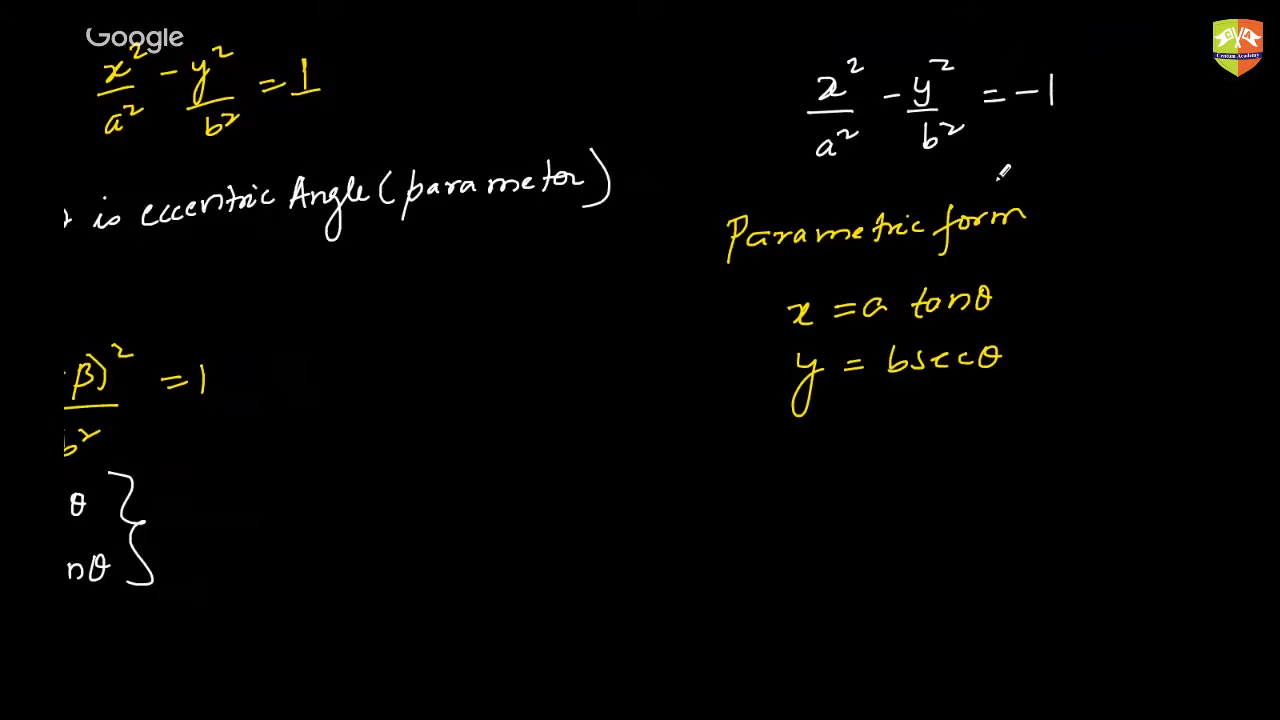 Google
x²/a² - y²/b² = 1
is eccentric Angle (parameter)
β)²/b² = 1
θ
nθ
x²/a² - y²/b² = -1
Parametric form
x = a tanθ
y = b secθ